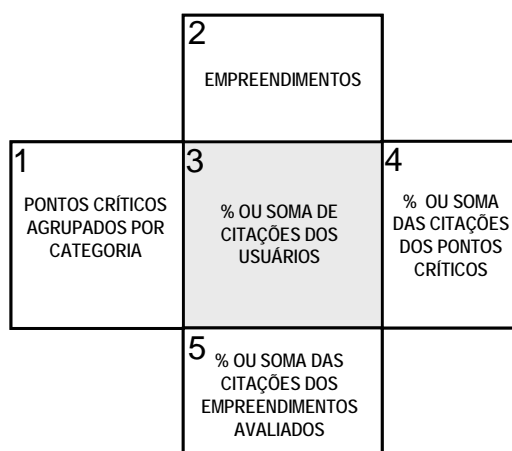 2
EMPREENDIMENTOS
1
PONTOS CRÍTICOS
AGRUPADOS POR
CATEGORIA
3
% OU SOMA DE
CITAÇÕES DOS
USUÁRIOS
4
% OU SOMA
DAS CITAÇÕES
DOS PONTOS
CRÍTICOS
5
% OU SOMA DAS
CITAÇÕES DOS
EMPREENDIMENTOS
AVALIADOS